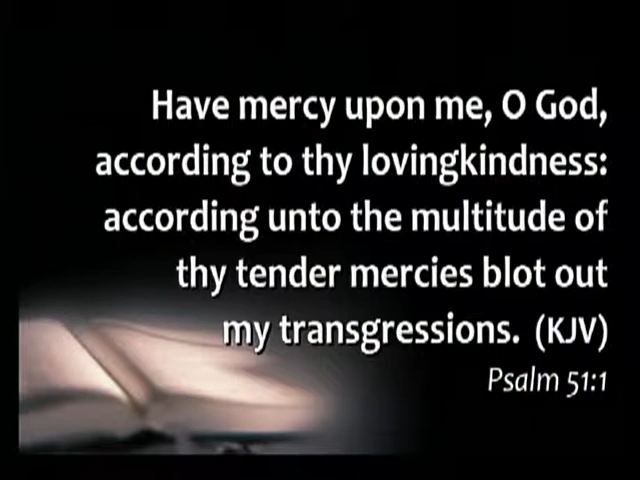 Have mercy upon me, O God,
according to thy lovingkindness:
according unto the multitude of
thy tender mercies blot out
my transgressions. (KJV)
Psalm 51:1